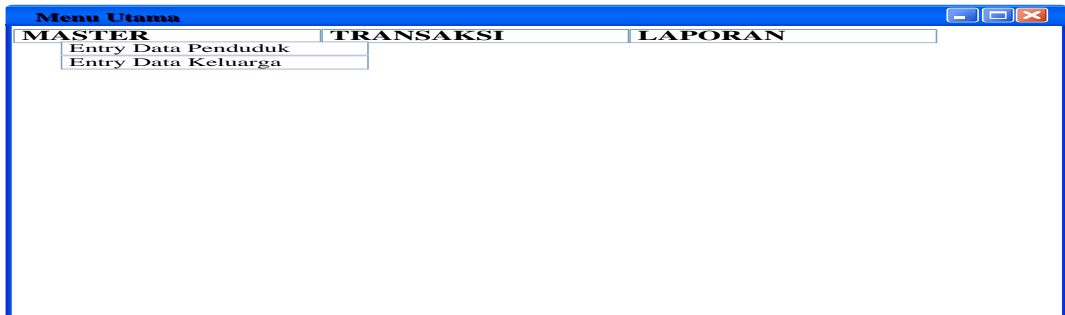 Menu Utama
MASTER TRANSAKSI LAPORAN
Entry Data Penduduk
Entry Data Keluarga